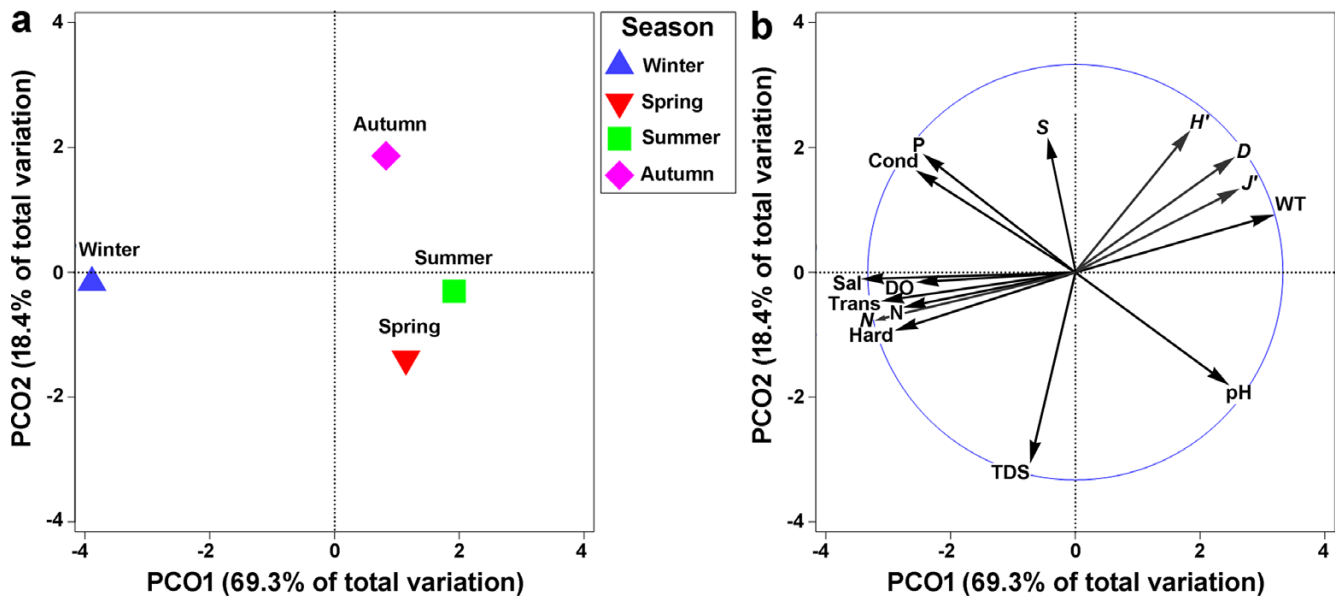 a
PCO2 (18.4% of total variation)
4
2
0
-2
-4
-4
-2
0
2
4
PCO1 (69.3% of total variation)
Autumn
Winter
Summer
Spring
Season
Winter
Spring
Summer
Autumn
b
PCO2 (18.4% of total variation)
4
2
0
-2
-4
-4
-2
0
2
4
PCO1 (69.3% of total variation)
P
Cond
S
H'
D
J'
WT
Sal
DO
Trans
N
N
Hard
pH
TDS